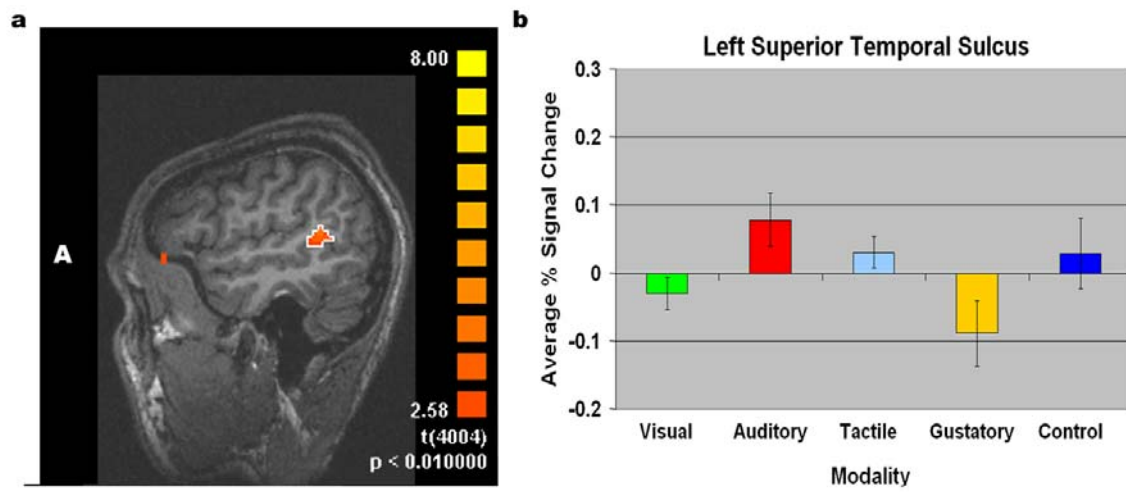 a
8.00
A
2.58
t(4004)
p < 0.010000
b
Left Superior Temporal Sulcus
Average % Signal Change
0.3
0.2
0.1
0
-0.1
-0.2
Visual Auditory Tactile Gustatory Control
Modality